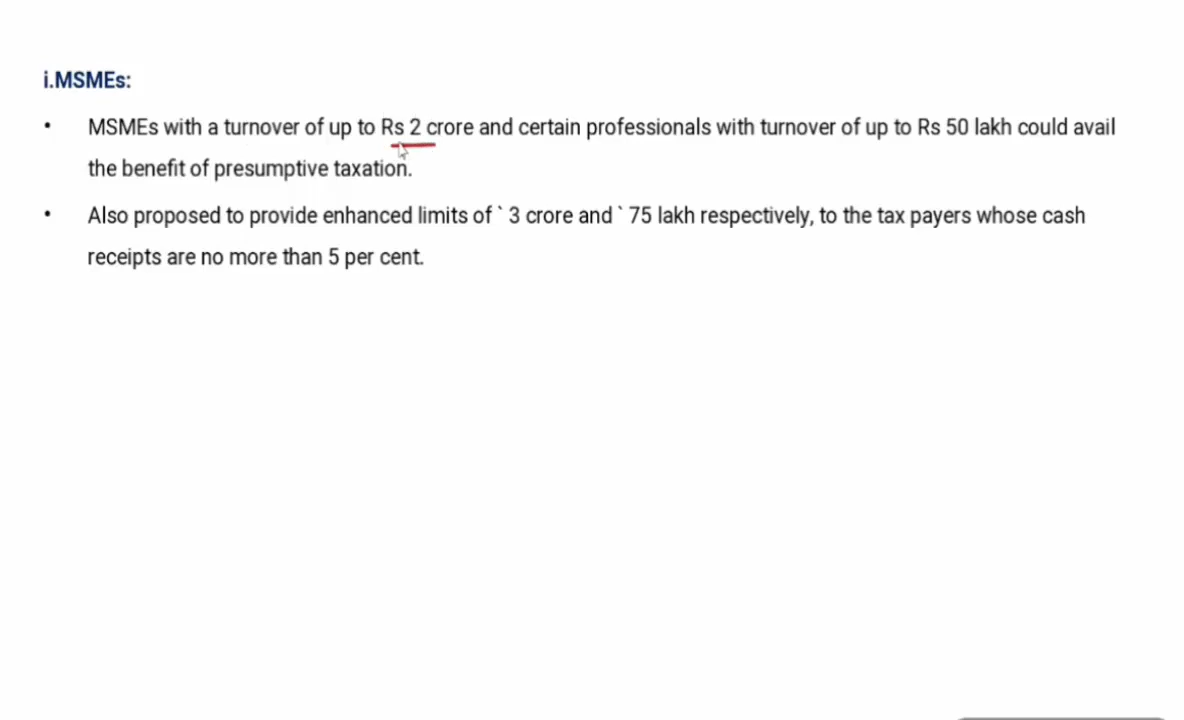 i.MSMEs:
• MSMEs with a turnover of up to Rs 2 crore and certain professionals with turnover of up to Rs 50 lakh could avail
the benefit of presumptive taxation.
• Also proposed to provide enhanced limits of ` 3 crore and ` 75 lakh respectively, to the tax payers whose cash
receipts are no more than 5 per cent.